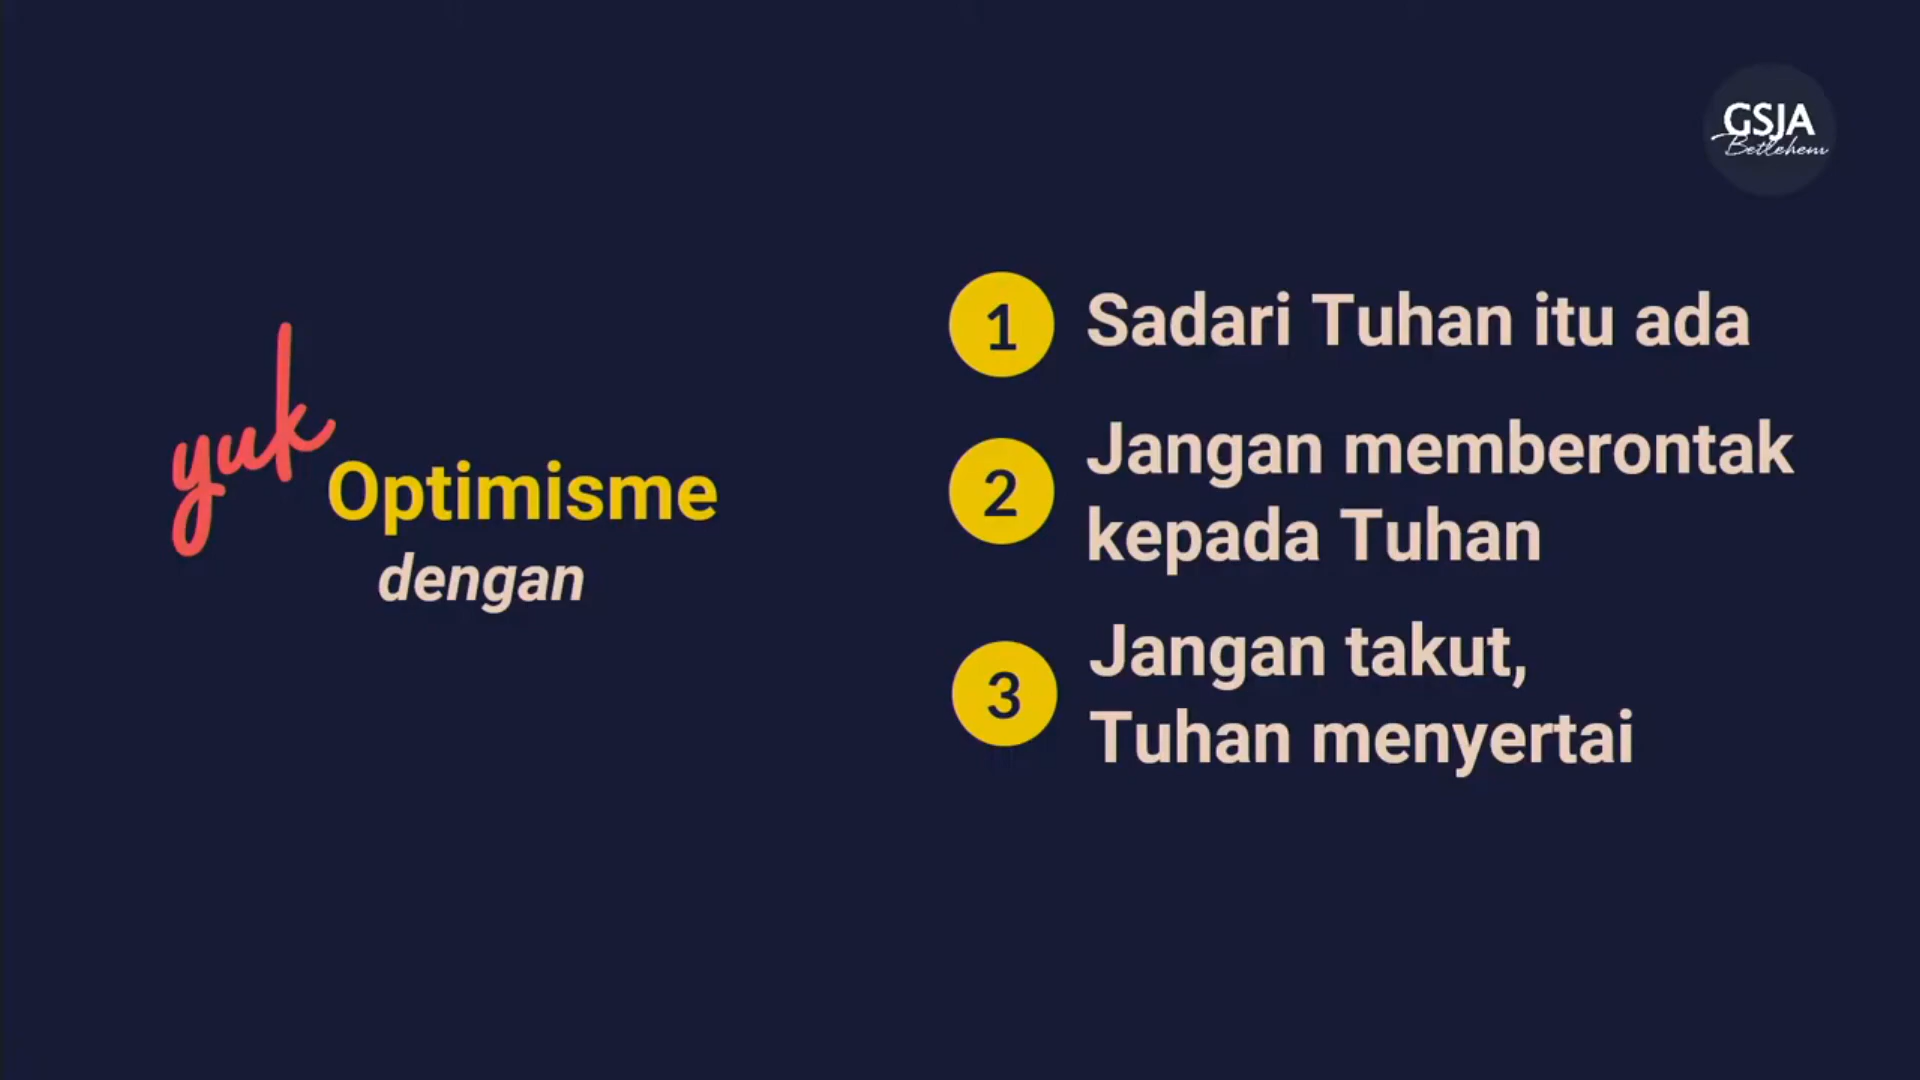 yuk
Optimisme
dengan
1 Sadari Tuhan itu ada
2 Jangan memberontak
kepada Tuhan
3 Jangan takut,
Tuhan menyertai
GSJA
Betlehem